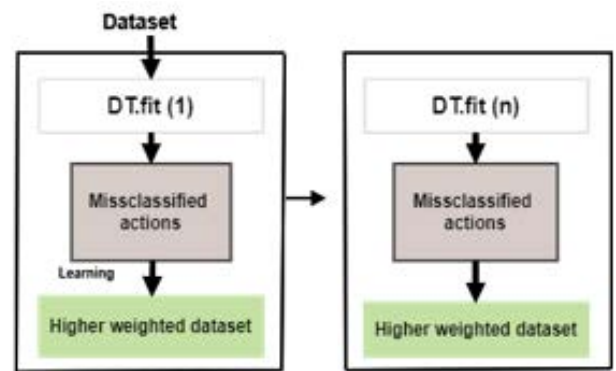 Dataset
DT.fit (1)
Missclassified
actions
Learning
Higher weighted dataset
DT.fit (n)
Missclassified
actions
Higher weighted dataset